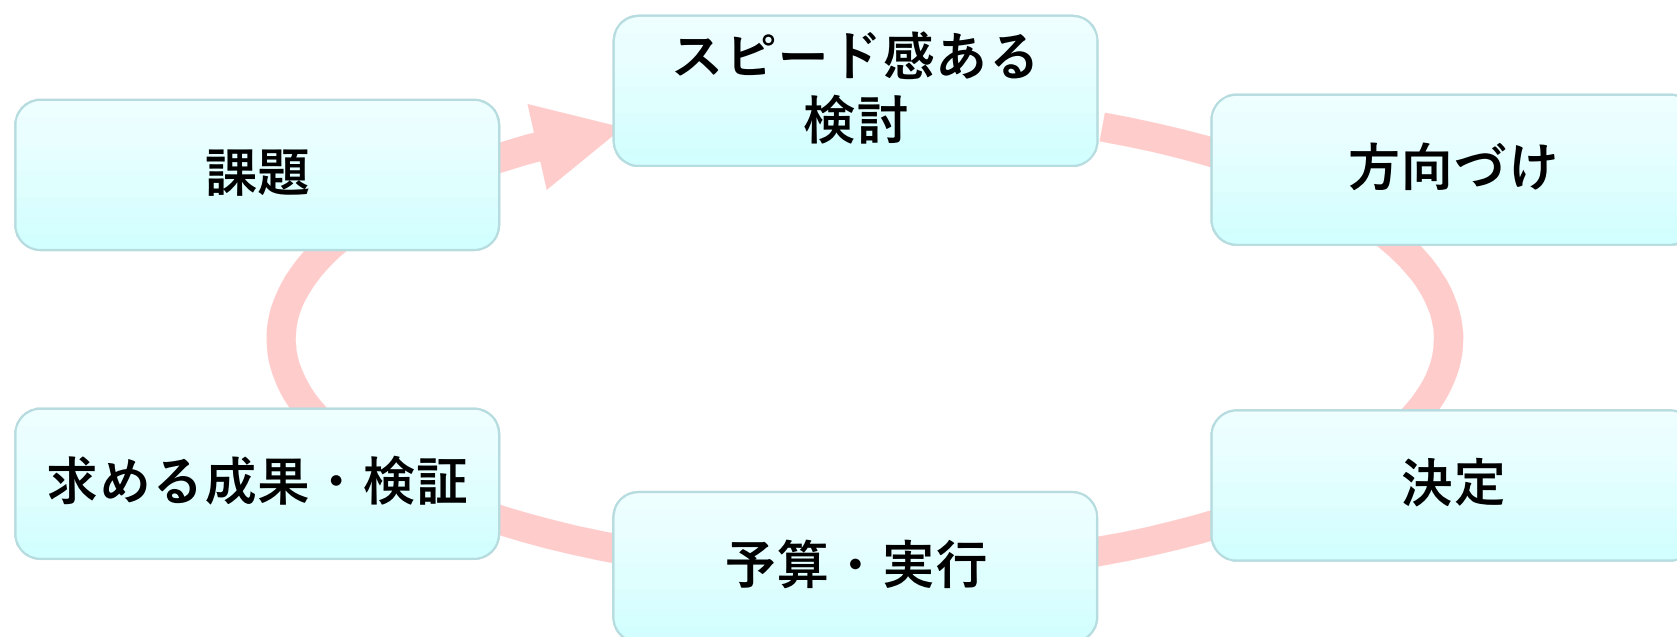 スピード感ある
検討
課題
方向づけ
求める成果・検証
決定
予算・実行